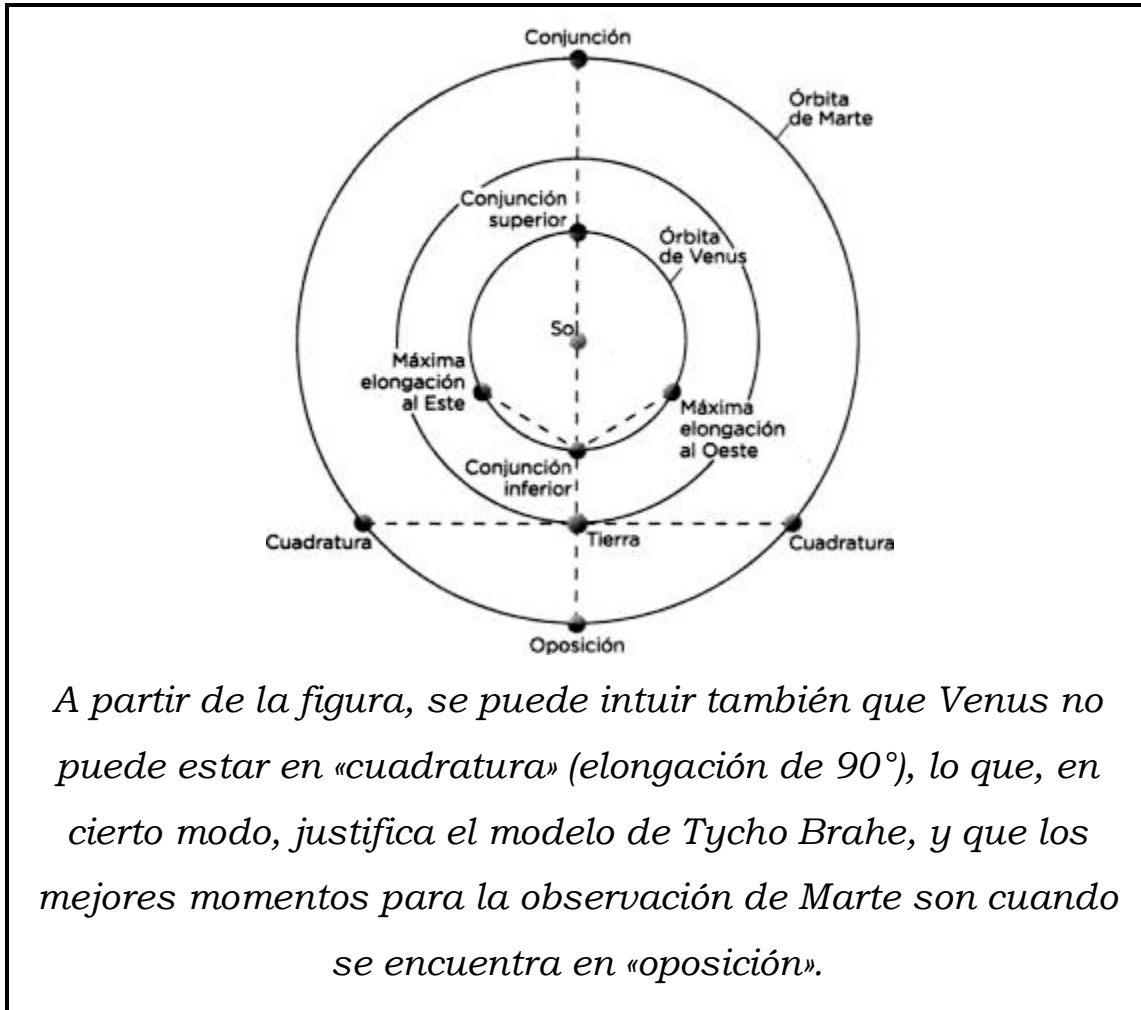 Conjunción
Órbita
de Marte
Conjunción
superior
Órbita
de Venus
Sol
Máxima
elongación
al Este
Máxima
elongación
al Oeste
Conjunción
inferior
Cuadratura
Tierra
Cuadratura
Oposición
A partir de la figura, se puede intuir también que Venus no
puede estar en «cuadratura» (elongación de 90°), lo que, en
cierto modo, justifica el modelo de Tycho Brahe, y que los
mejores momentos para la observación de Marte son cuando
se encuentra en «oposición».